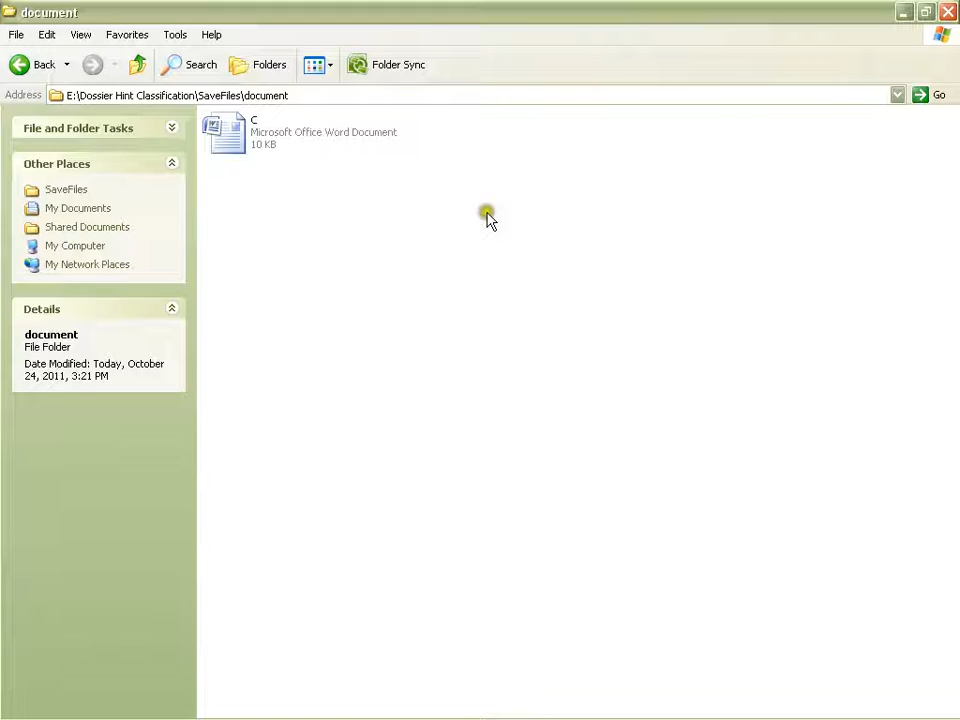 document
File Edit View Favorites Tools Help
Back Search Folders Folder Sync
Address E:\Dossier Hint Classification\SaveFiles\document Go
File and Folder Tasks
Other Places
SaveFiles
My Documents
Shared Documents
My Computer
My Network Places
Details
document
File Folder
Date Modified: Today, October
24, 2011, 3:21 PM
C
Microsoft Office Word Document
10 KB